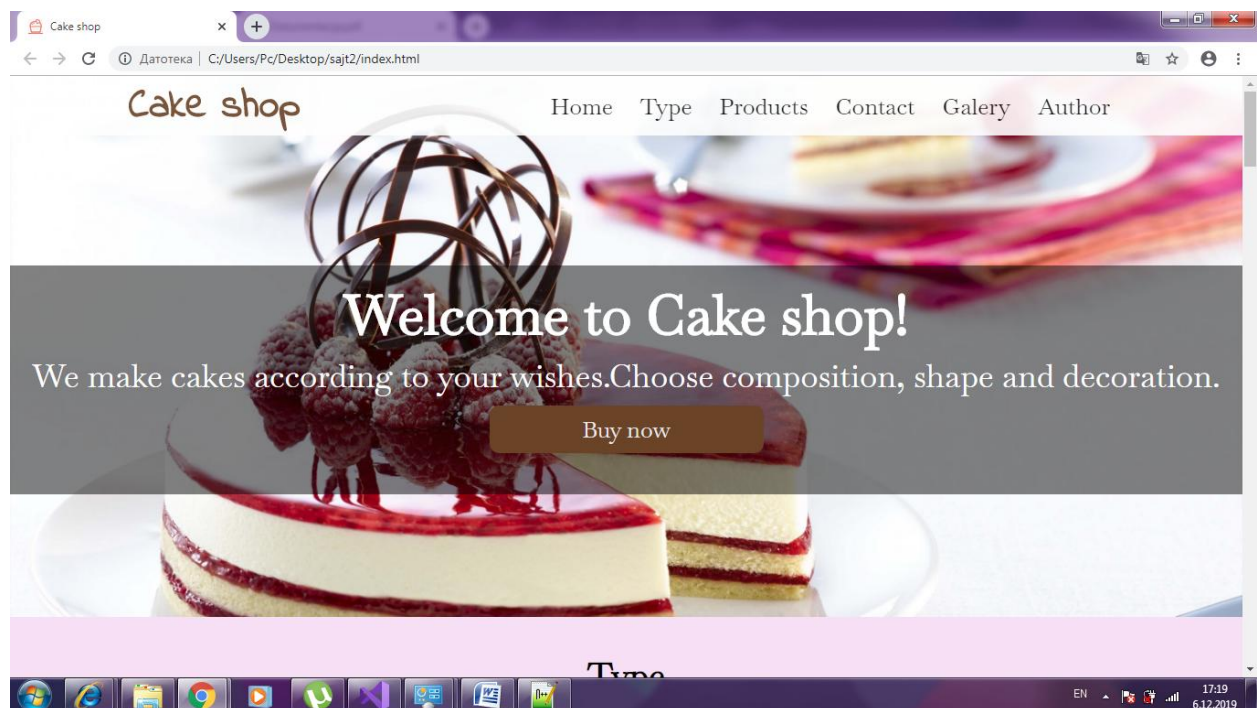 Cake shop
Датотека | C:/Users/Pc/Desktop/sajt2/index.html
Cake shop
Home Type Products Contact Galery Author
Welcome to Cake shop!
We make cakes according to your wishes.Choose composition, shape and decoration.
Buy now
Type
EN
17:19
6.12.2019